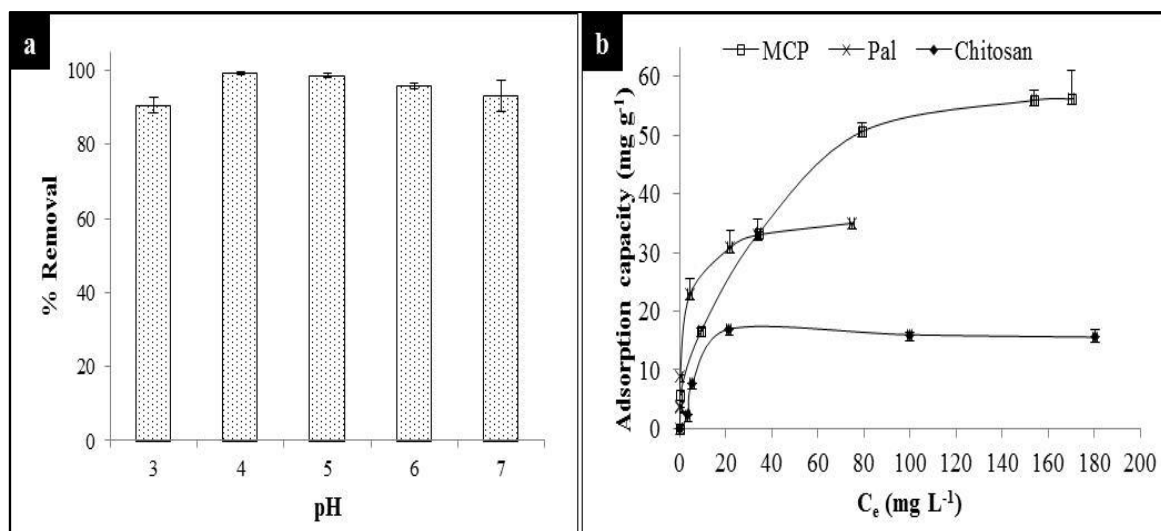 a
% Removal
100
80
60
40
20
0
3 4 5 6 7
pH
b
MCP Pal Chitosan
Adsorption capacity (mg g⁻¹)
60
50
40
30
20
10
0
0 20 40 60 80 100 120 140 160 180 200
Cₑ (mg L⁻¹)